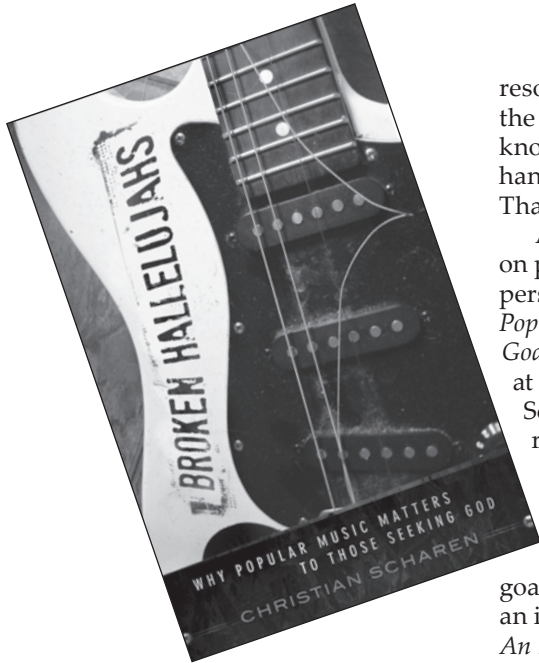 BROKEN HALLELUJAHS
WHY POPULAR MUSIC MATTERS
TO THOSE SEEKING GOD
CHRISTIAN SCHAREN
reso
the
kno
han
Tha
on p
pers
Pop
God
at
Se
r
goa
an i
An